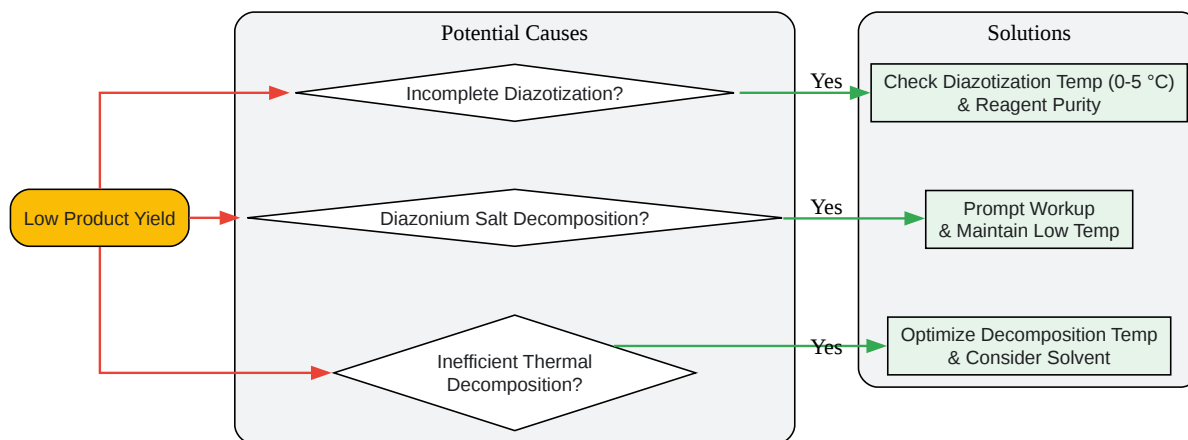 Potential Causes
Solutions
Incomplete Diazotization?
Yes
Check Diazotization Temp (0-5 °C)
& Reagent Purity
Low Product Yield
Diazonium Salt Decomposition?
Yes
Prompt Workup
& Maintain Low Temp
Inefficient Thermal
Decomposition?
Yes
Optimize Decomposition Temp
& Consider Solvent